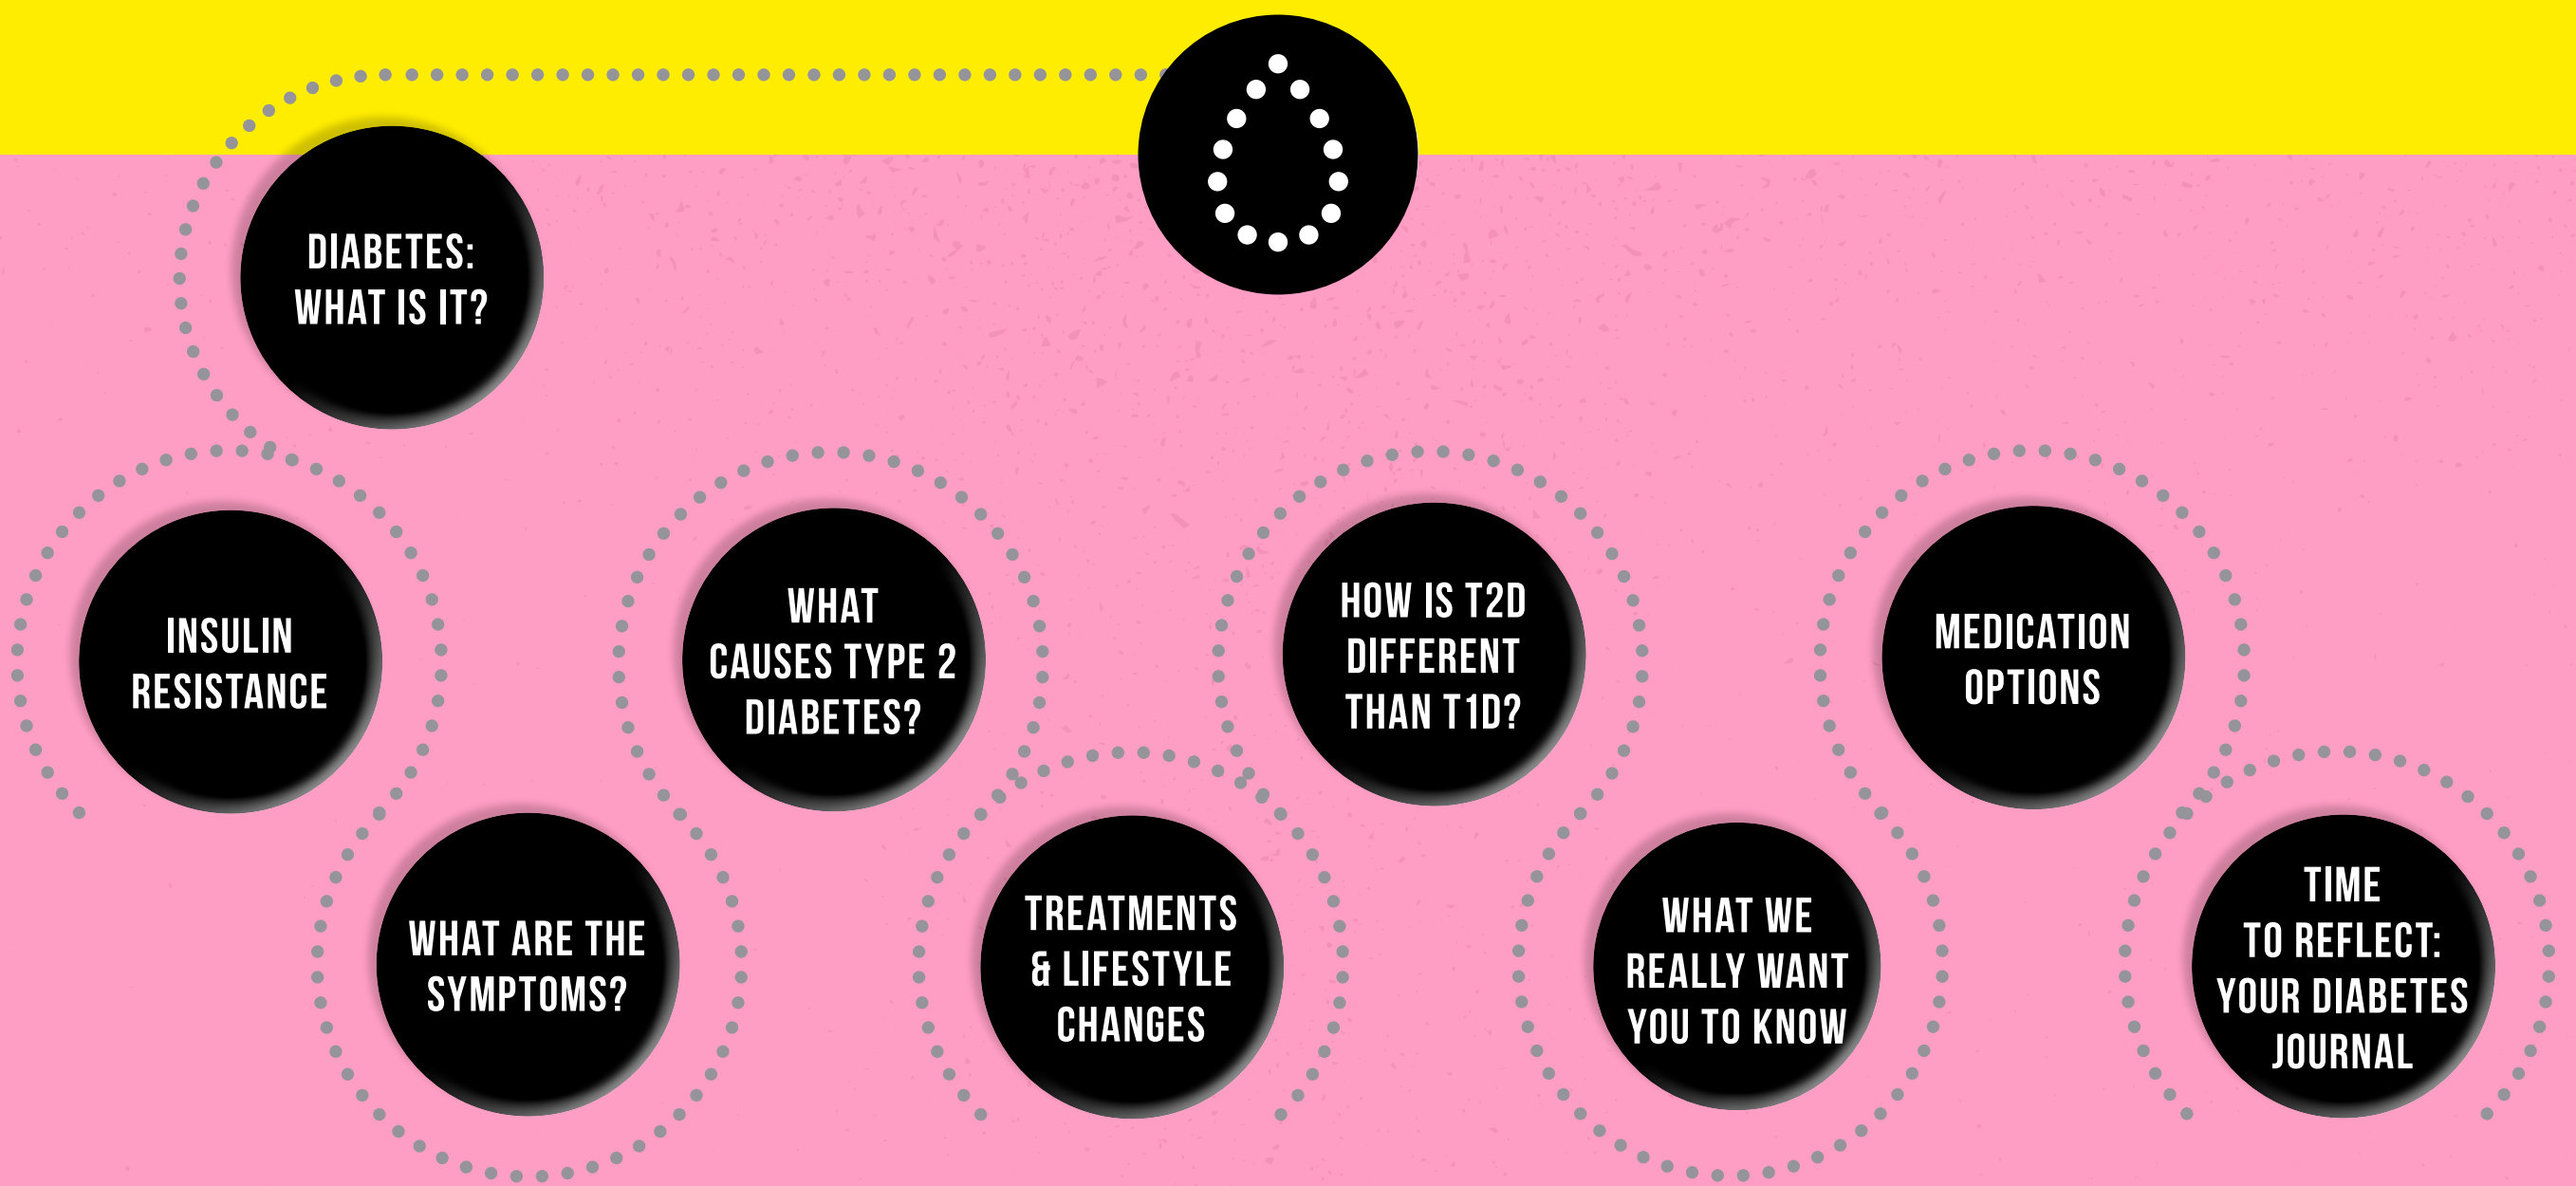 DIABETES:
WHAT IS IT?
INSULIN
RESISTANCE
WHAT ARE THE
SYMPTOMS?
WHAT
CAUSES TYPE 2
DIABETES?
TREATMENTS
& LIFESTYLE
CHANGES
HOW IS T2D
DIFFERENT
THAN T1D?
WHAT WE
REALLY WANT
YOU TO KNOW
MEDICATION
OPTIONS
TIME
TO REFLECT:
YOUR DIABETES
JOURNAL